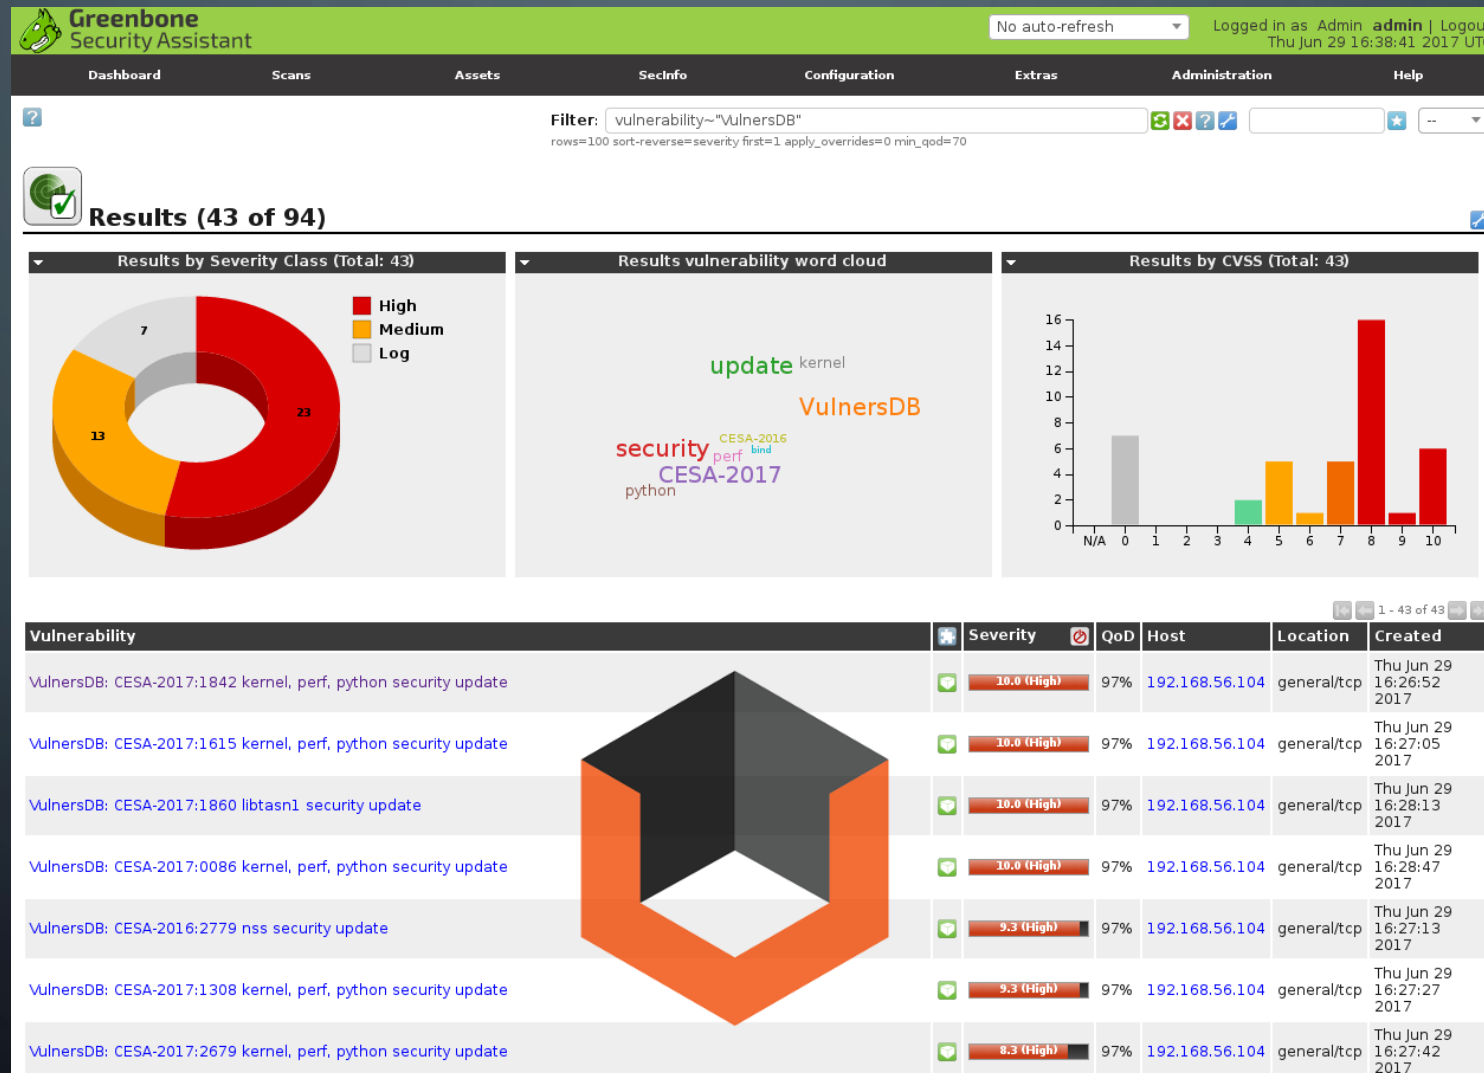 Greenbone
Security Assistant
No auto-refresh
Logged in as Admin admin | Logou
Thu Jun 29 16:38:41 2017 UT
Dashboard Scans Assets SecInfo Configuration Extras Administration Help
Filter: vulnerability~"VulnersDB"
--
rows=100 sort-reverse=severity first=1 apply_overrides=0 min_qod=70
Results (43 of 94)
Results by Severity Class (Total: 43)
High
Medium
Log
7
23
13
Results vulnerability word cloud
update kernel
VulnersDB
CESA-2016
security perf bind
CESA-2017
python
Results by CVSS (Total: 43)
16
14
12
10
8
6
4
2
0
N/A 0 1 2 3 4 5 6 7 8 9 10
1 - 43 of 43
Vulnerability Severity QoD Host Location Created
VulnersDB: CESA-2017:1842 kernel, perf, python security update 10.0 (High) 97% 192.168.56.104 general/tcp Thu Jun 29
16:26:52
2017
VulnersDB: CESA-2017:1615 kernel, perf, python security update 10.0 (High) 97% 192.168.56.104 general/tcp Thu Jun 29
16:27:05
2017
VulnersDB: CESA-2017:1860 libtasn1 security update 10.0 (High) 97% 192.168.56.104 general/tcp Thu Jun 29
16:28:13
2017
VulnersDB: CESA-2017:0086 kernel, perf, python security update 10.0 (High) 97% 192.168.56.104 general/tcp Thu Jun 29
16:28:47
2017
VulnersDB: CESA-2016:2779 nss security update 9.3 (High) 97% 192.168.56.104 general/tcp Thu Jun 29
16:27:13
2017
VulnersDB: CESA-2017:1308 kernel, perf, python security update 9.3 (High) 97% 192.168.56.104 general/tcp Thu Jun 29
16:27:27
2017
VulnersDB: CESA-2017:2679 kernel, perf, python security update 8.3 (High) 97% 192.168.56.104 general/tcp Thu Jun 29
16:27:42
2017